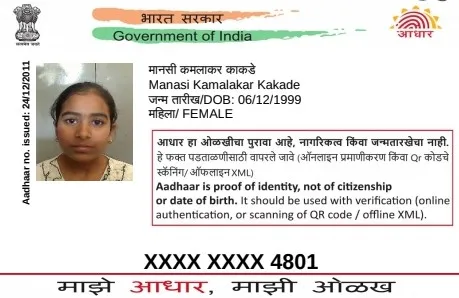 भारत सरकार
Government of India
सत्यमेव जयते
आधार
Aadhaar no. issued: 24/12/2011
मानसी कमलाकर काकडे
Manasi Kamalakar Kakade
जन्म तारीख/DOB: 06/12/1999
महिला/ FEMALE
आधार हा ओळखीचा पुरावा आहे, नागरिकत्व किंवा जन्मतारखेचा नाही.
हे फक्त पडताळणीसाठी वापरले जावे (ऑनलाइन प्रमाणीकरण किंवा Qr कोडचे
स्कॅनिंग/ ऑफलाइन XML)
Aadhaar is proof of identity, not of citizenship
or date of birth. It should be used with verification (online
authentication, or scanning of QR code / offline XML).
XXXX XXXX 4801
माझे आधार, माझी ओळख